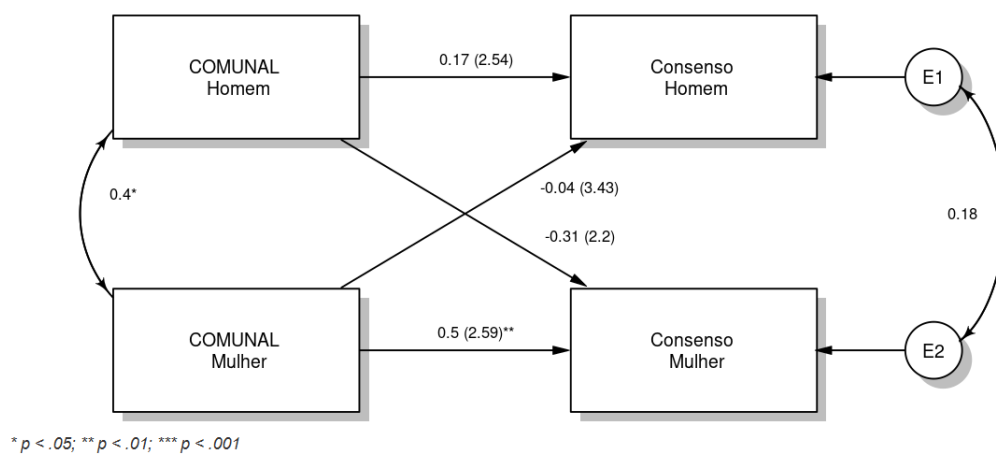 COMUNAL
Homem
0.17 (2.54)
Consenso
Homem
E1
0.4*
-0.04 (3.43)
-0.31 (2.2)
0.18
COMUNAL
Mulher
0.5 (2.59)**
Consenso
Mulher
E2
* p < .05; ** p < .01; *** p < .001